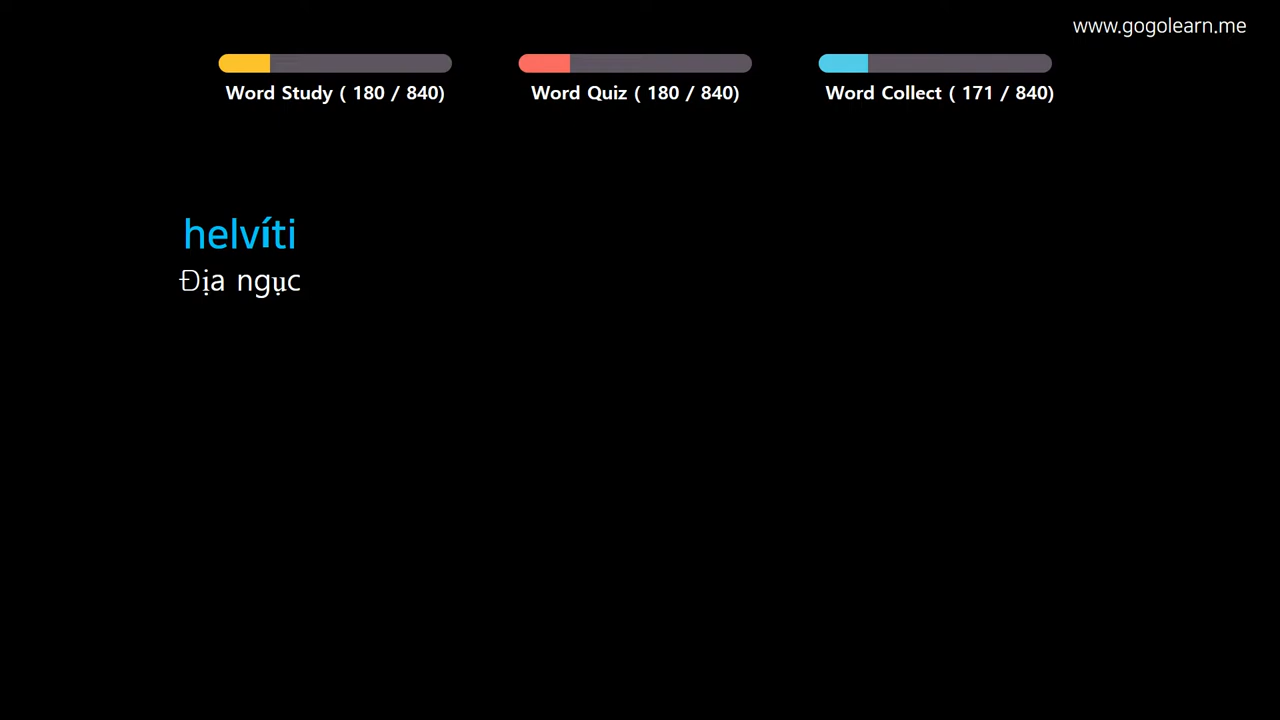 www.gogolearn.me
Word Study ( 180 / 840)
Word Quiz ( 180 / 840)
Word Collect ( 171 / 840)
helvíti
Địa ngục